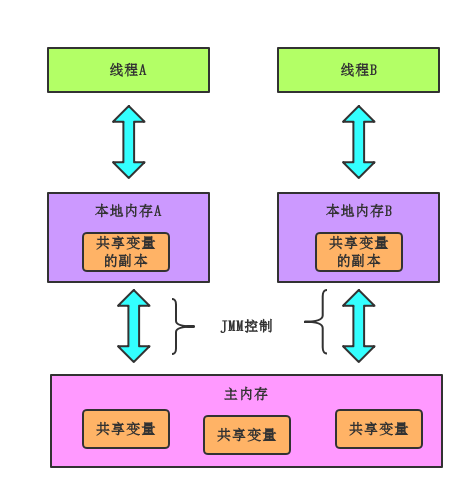 线程A
线程B
本地内存A
本地内存B
共享变量
的副本
共享变量
的副本
JMM控制
主内存
共享变量
共享变量
共享变量